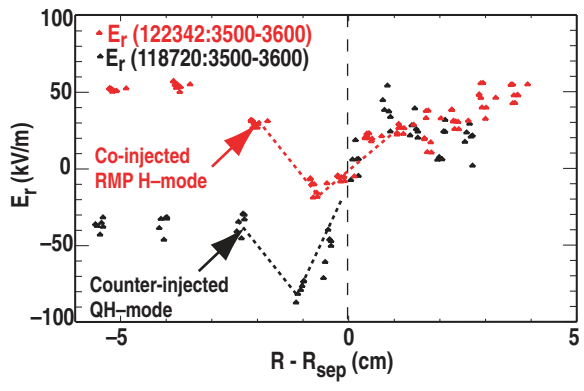 100
E_r (122342:3500-3600)
E_r (118720:3500-3600)
50
Co-injected
RMP H–mode
0
E_r (kV/m)
−50
Counter-injected
QH–mode
−100
−5
0
5
R - R_sep (cm)